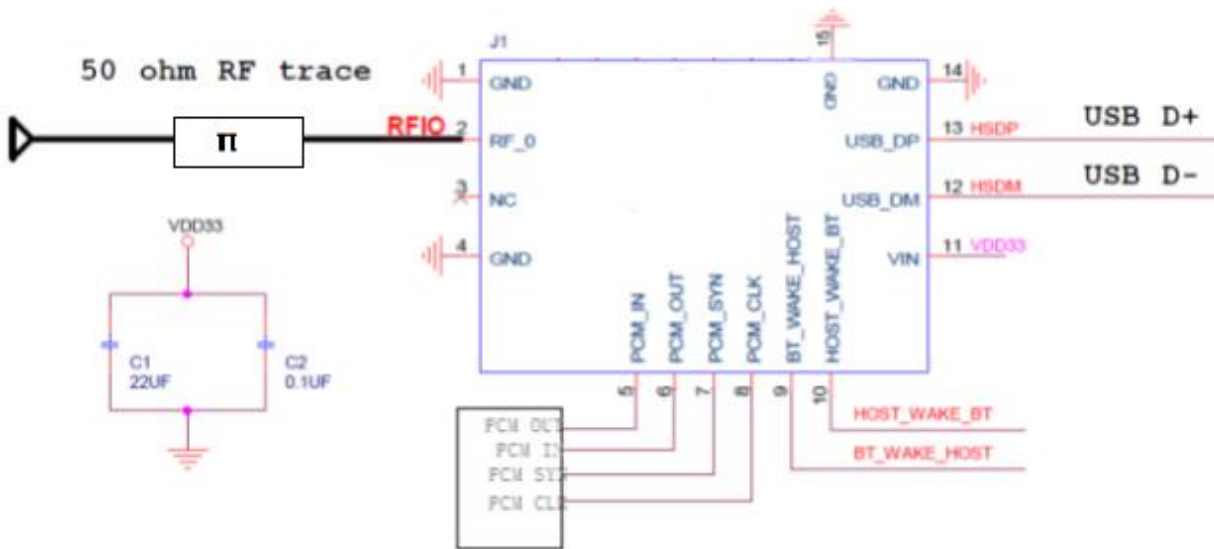 J1
15
50 ohm RF trace
1
GND
GND
GND
14
RFIO
2
RF_0
USB_DP
13
HSDP
USB D+
π
3
NC
USB_DM
12
HSDM
USB D-
VDD33
4
GND
VIN
11
VDD33
PCM_IN
PCM_OUT
PCM_SYN
PCM_CLK
BT_WAKE_HOST
HOST_WAKE_BT
C1
22UF
C2
0.1UF
5
6
7
8
9
10
HOST_WAKE_BT
BT_WAKE_HOST
PCM OUT
PCM IN
PCM SYN
PCM CLK